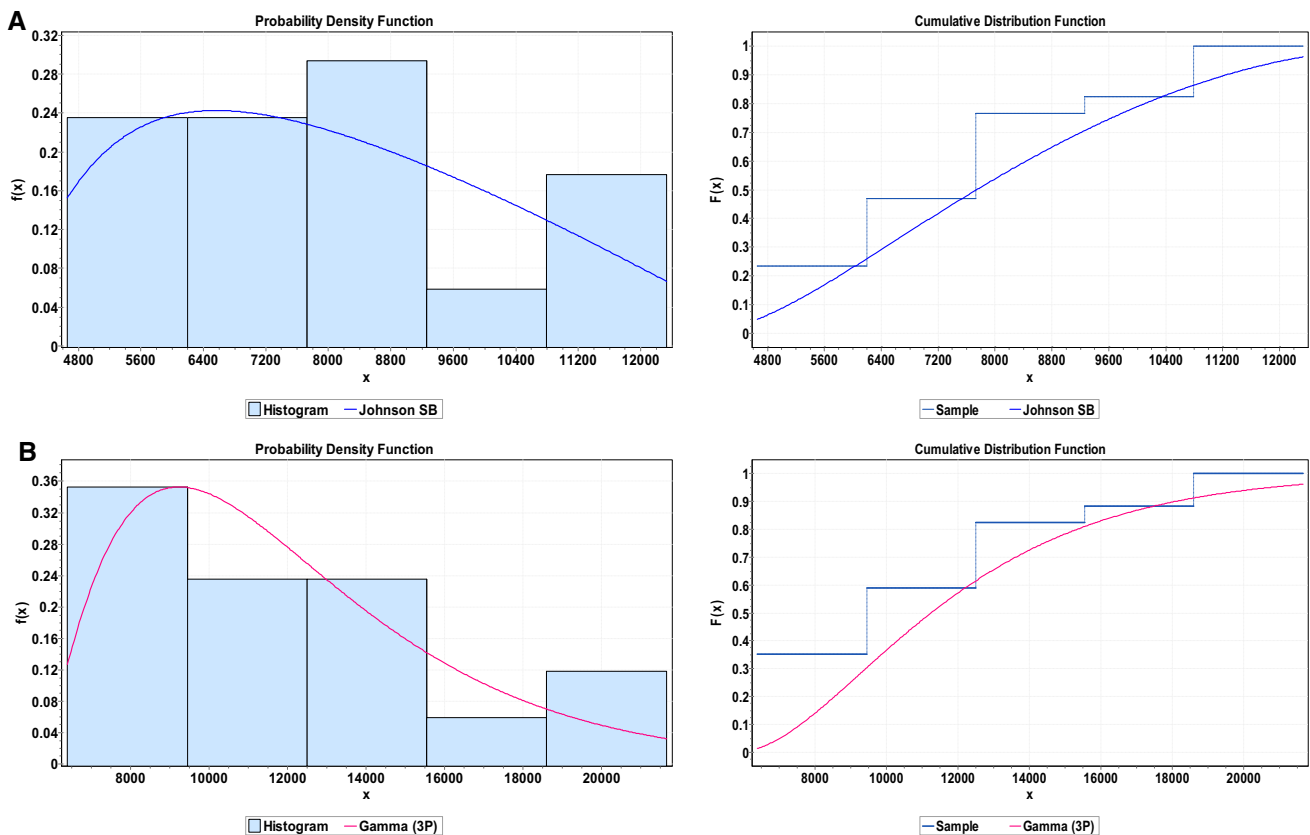 A
Probability Density Function
0.32
0.28
0.24
0.2
0.16
0.12
0.08
0.04
0
f(x)
4800 5600 6400 7200 8000 8800 9600 10400 11200 12000
x
Histogram Johnson SB
Cumulative Distribution Function
1
0.9
0.8
0.7
0.6
0.5
0.4
0.3
0.2
0.1
0
F(x)
4800 5600 6400 7200 8000 8800 9600 10400 11200 12000
x
Sample Johnson SB
B
Probability Density Function
0.36
0.32
0.28
0.24
0.2
0.16
0.12
0.08
0.04
0
f(x)
8000 10000 12000 14000 16000 18000 20000
x
Histogram Gamma (3P)
Cumulative Distribution Function
1
0.9
0.8
0.7
0.6
0.5
0.4
0.3
0.2
0.1
0
F(x)
8000 10000 12000 14000 16000 18000 20000
x
Sample Gamma (3P)